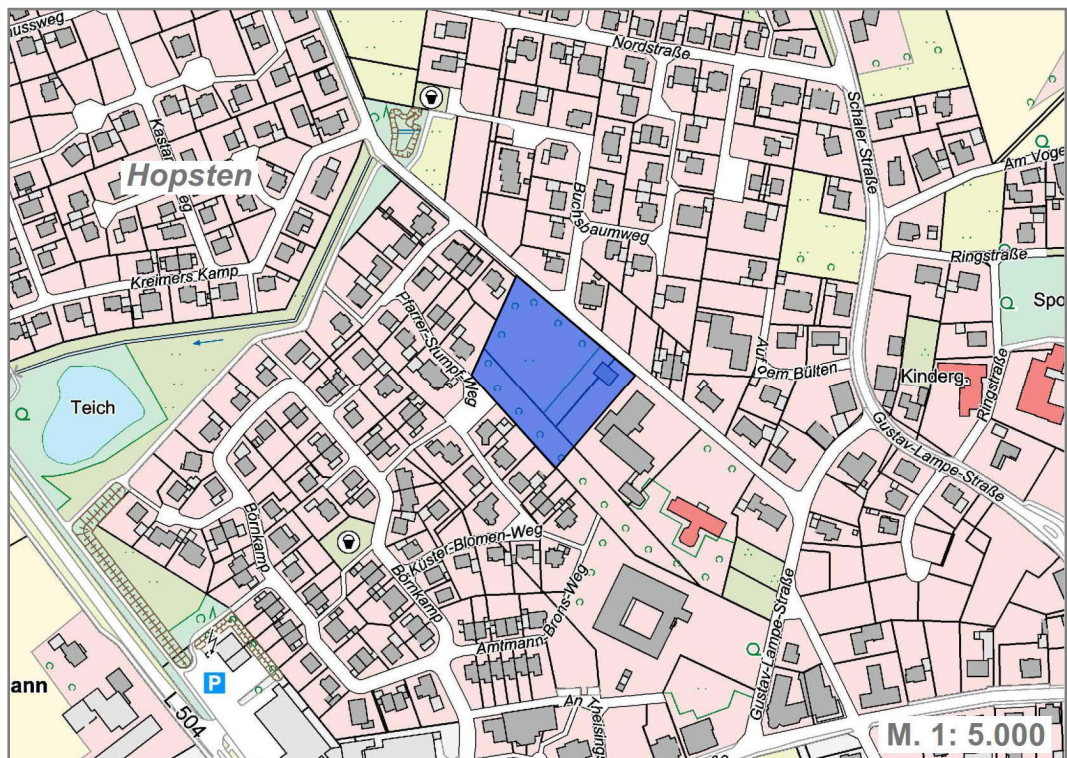 ussweg
Nordstraße
Schaler Straße
Hopsten
Am Voge
Buchsbaumweg
Ringstraße
Kreimers Kamp
Spo
Pfarrer-Stumpf-Weg
Auf dem Bülten
Kinderg.
Ringstraße
Teich
Gustav-Lampe-Straße
Börnkamp
Küster-Blomen-Weg
Börnkamp
Amtmann-Brons-Weg
Gustav-Lampe-Straße
ann
P
L 504
An
M. 1: 5.000